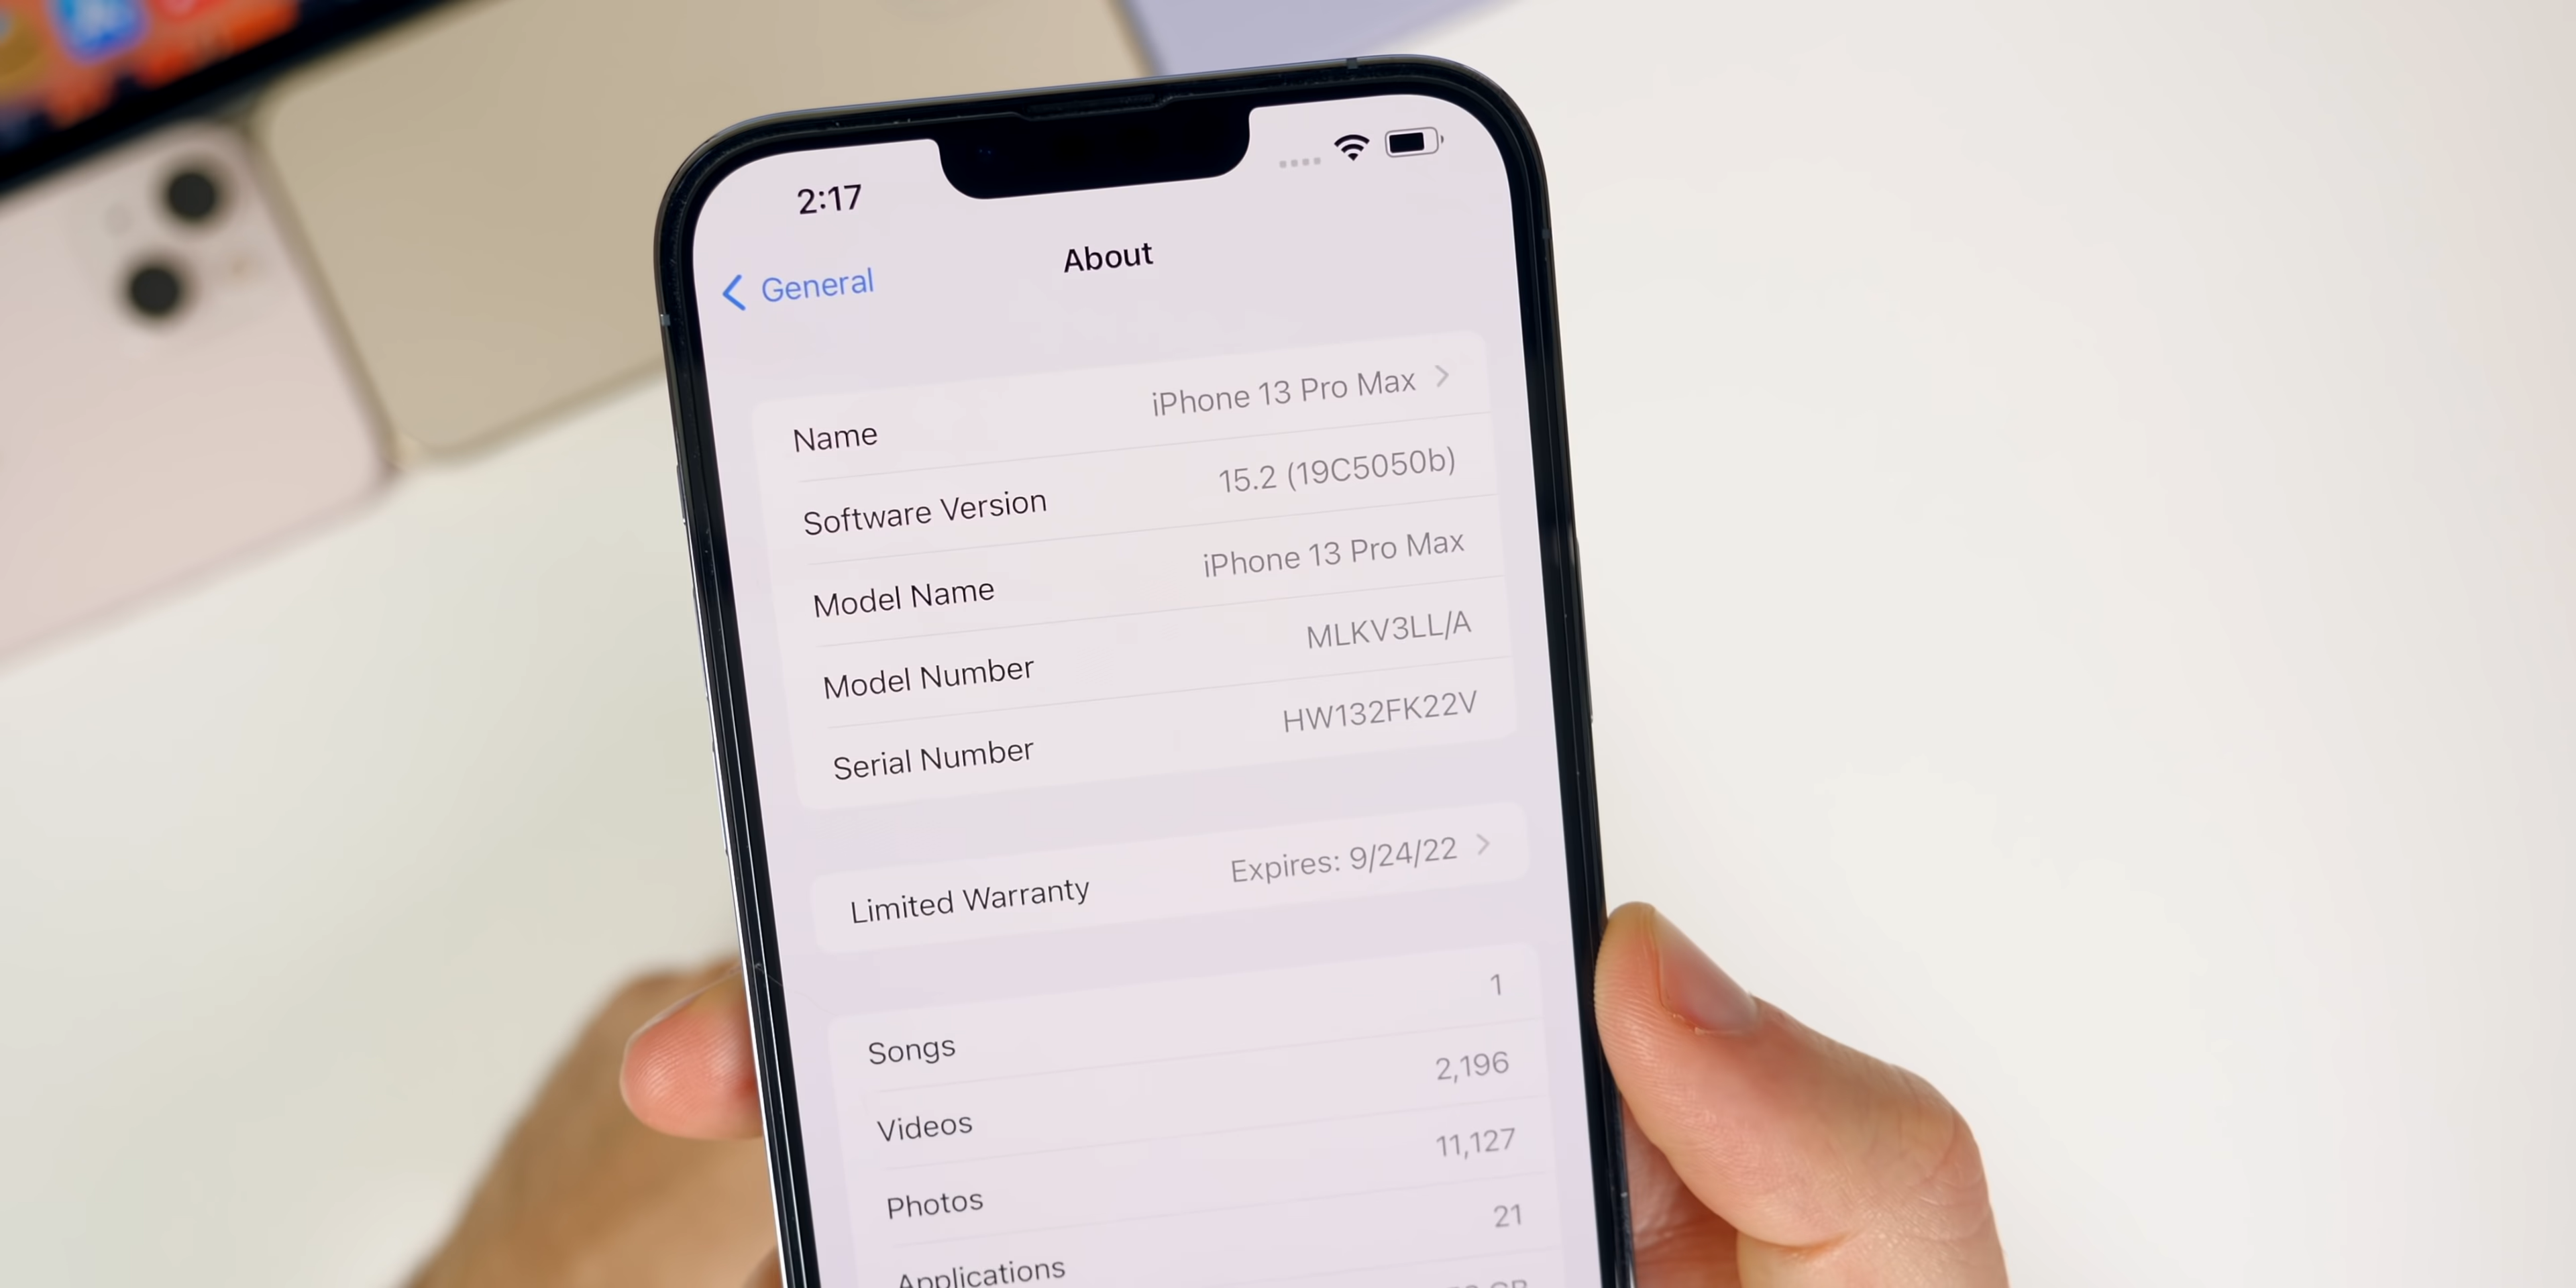 2:17
General
About
Name iPhone 13 Pro Max
Software Version 15.2 (19C5050b)
Model Name iPhone 13 Pro Max
Model Number MLKV3LL/A
Serial Number HW132FK22V
Limited Warranty Expires: 9/24/22
Songs 1
Videos 2,196
Photos 11,127
Applications 21
GB